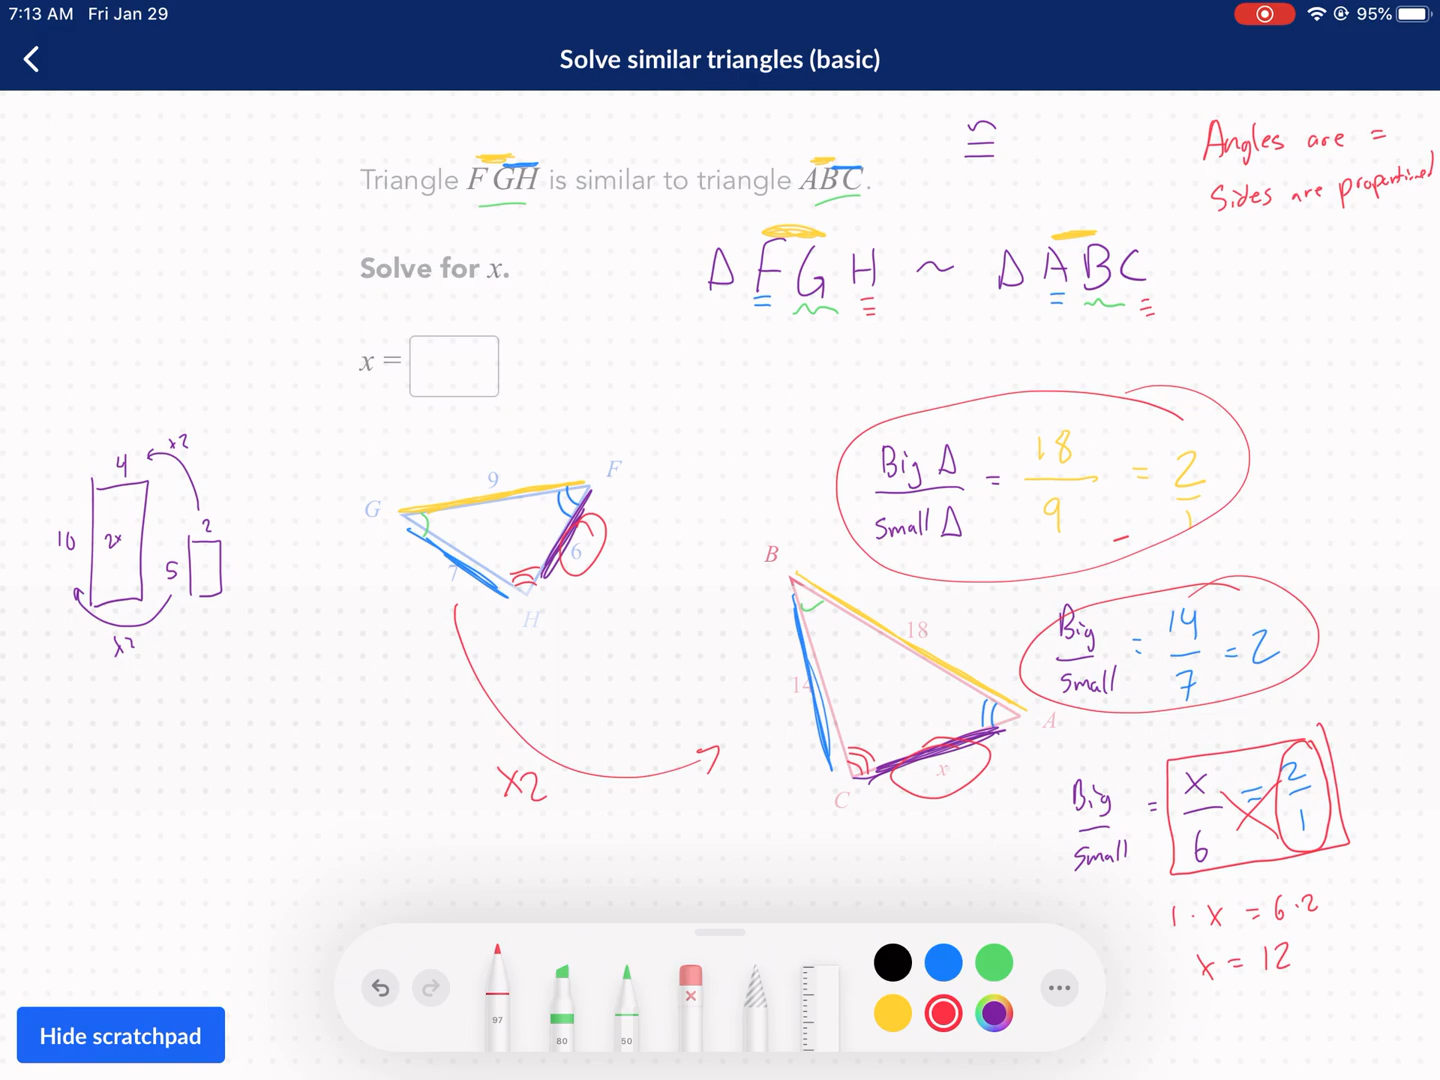 7:13 AM Fri Jan 29
95%
Solve similar triangles (basic)
≅
Angles are =
Sides are proportional
Triangle FGH is similar to triangle ABC.
Solve for x.
Δ F G H ~ Δ A B C
x =
Big Δ / Small Δ = 18 / 9 = 2 / 1
x2
4
10
2x
2
5
x2
G
9
F
6
7
H
x2
B
18
14
A
x
C
Big / Small = 14 / 7 = 2
Big / Small = x / 6 = 2 / 1
1 · x = 6 · 2
x = 12
97
80
50
Hide scratchpad